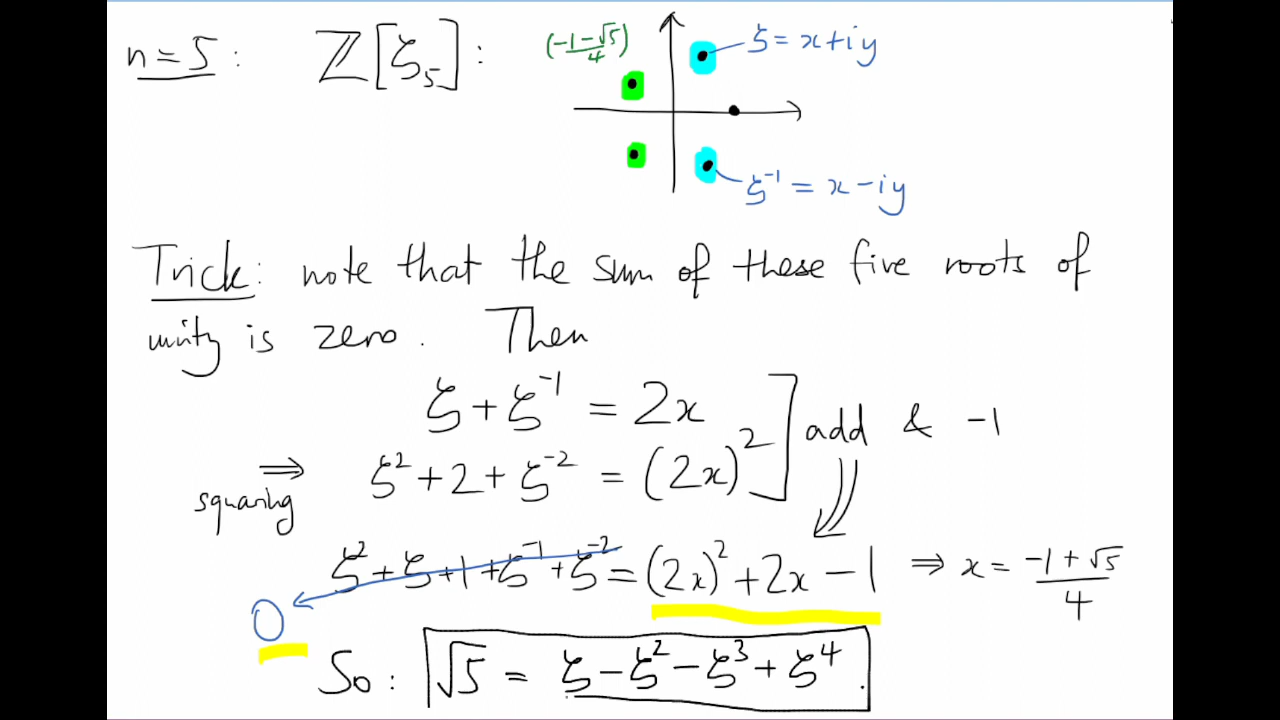 n=5: ℤ[ζ₅]:
(-1-√5)/4
ζ = x+iy
ζ⁻¹ = x-iy
Trick: note that the sum of these five roots of
unity is zero. Then
ζ + ζ⁻¹ = 2x
add & -1
⇒ ζ² + 2 + ζ⁻² = (2x)²
squaring
ζ² + ζ + 1 + ζ⁻¹ + ζ⁻² = (2x)² + 2x - 1 ⇒ x = (-1+√5)/4
0
So: √5 = ζ - ζ² - ζ³ + ζ⁴.